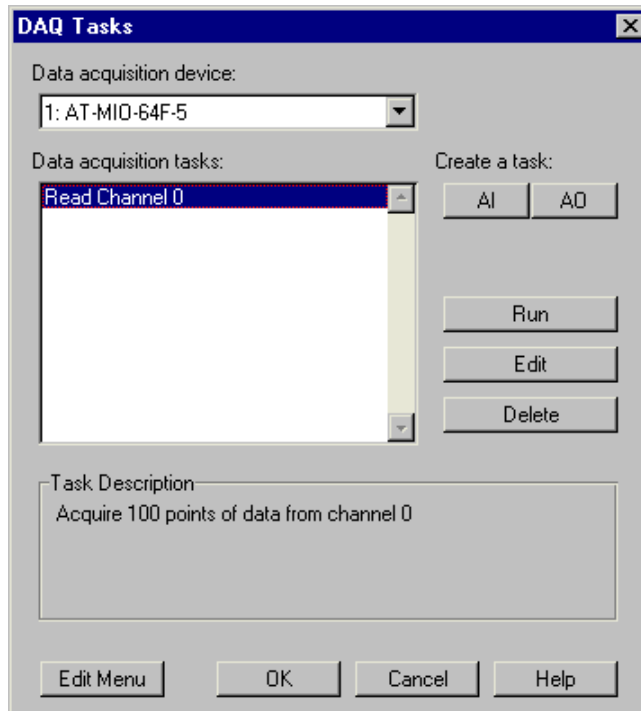 DAQ Tasks
Data acquisition device:
1: AT-MIO-64F-5
Data acquisition tasks:
Read Channel 0
Create a task:
AI AO
Run
Edit
Delete
Task Description
Acquire 100 points of data from channel 0
Edit Menu OK Cancel Help